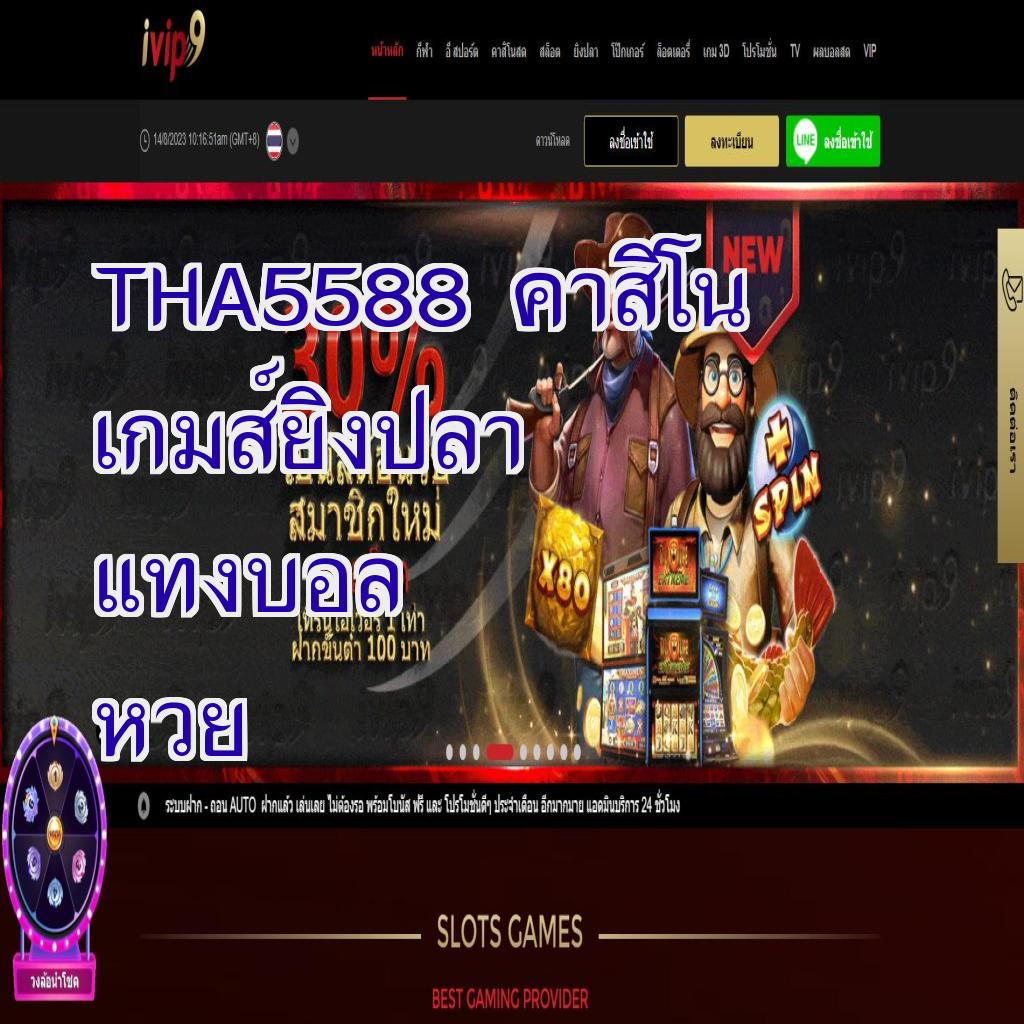 ivip9
หน้าหลัก กีฬา อี สปอร์ต คาสิโนสด สล็อต ยิงปลา โป๊กเกอร์ ล็อตเตอรี่ เกม 3D โปรโมชั่น TV ผลบอลสด VIP
14/8/2023 10:16:51am (GMT+8)
ดาวน์โหลด ลงชื่อเข้าใช้ ลงทะเบียน LINE ลงชื่อเข้าใช้
NEW
THA5588 คาสิโน
30%
เกมส์ยิงปลา
สมาชิกใหม่
+ SPIN
X80
แทงบอล
ฝากขั้นต่ำ 100 บาท
หวย
ติดต่อเรา
ระบบฝาก - ถอน AUTO ฝากแล้ว เล่นเลย ไม่ต้องรอ พร้อมโบนัส ฟรี และ โปรโมชั่นดีๆ ประจำเดือน อีกมากมาย แอดมินบริการ 24 ชั่วโมง
SLOTS GAMES
วงล้อนำโชค
BEST GAMING PROVIDER